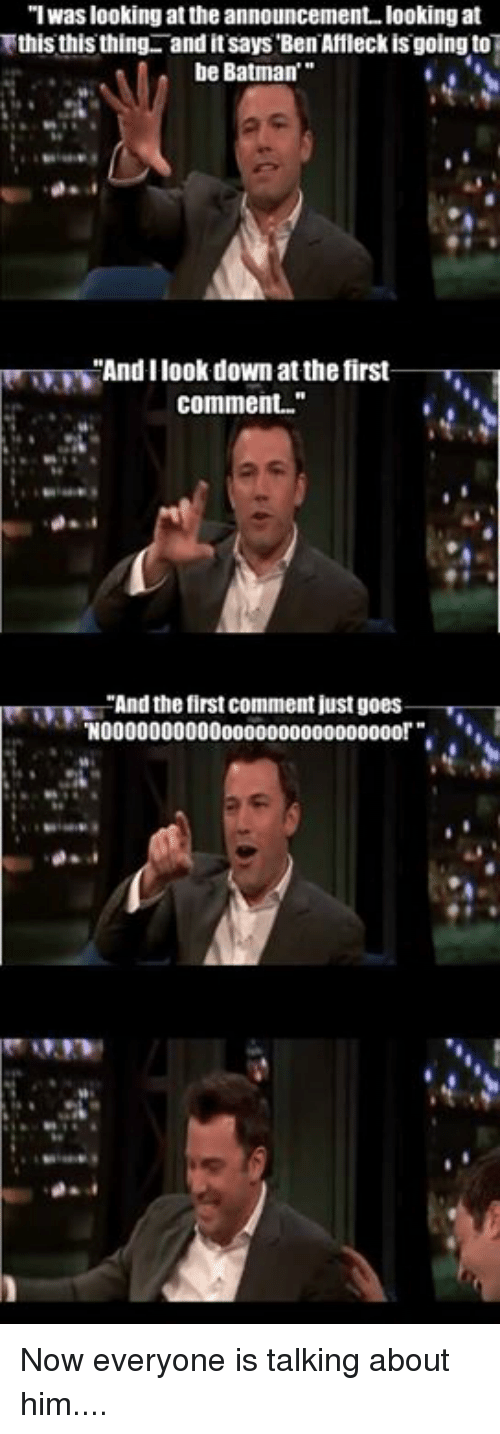 "I was looking at the announcement... looking at
this this thing... and it says 'Ben Affleck is going to
be Batman'"
"And I look down at the first
comment..."
"And the first comment just goes
'NOOOOOOOOOOooooooooooooooooo!'"
Now everyone is talking about
him....